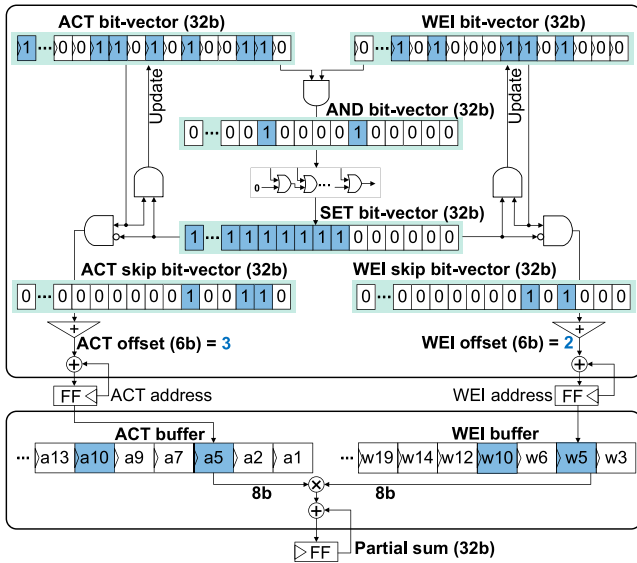 ACT bit-vector (32b) WEI bit-vector (32b)
1 ... 0 0 1 1 0 1 0 1 0 0 1 1 0 0 ... 1 0 1 0 0 0 1 1 0 1 0 0 0
Update Update
AND bit-vector (32b)
0 ... 0 0 1 0 0 0 0 1 0 0 0 0 0
0 ...
SET bit-vector (32b)
1 ... 1 1 1 1 1 1 1 0 0 0 0 0 0
ACT skip bit-vector (32b) WEI skip bit-vector (32b)
0 ... 0 0 0 0 0 0 0 1 0 0 1 1 0 0 ... 0 0 0 0 0 0 0 1 0 1 0 0 0
+ ACT offset (6b) = 3 WEI offset (6b) = 2 +
+ +
FF ACT address WEI address FF
ACT buffer WEI buffer
... a13 a10 a9 a7 a5 a2 a1 ... w19 w14 w12 w10 w6 w5 w3
8b × 8b
+
FF Partial sum (32b)